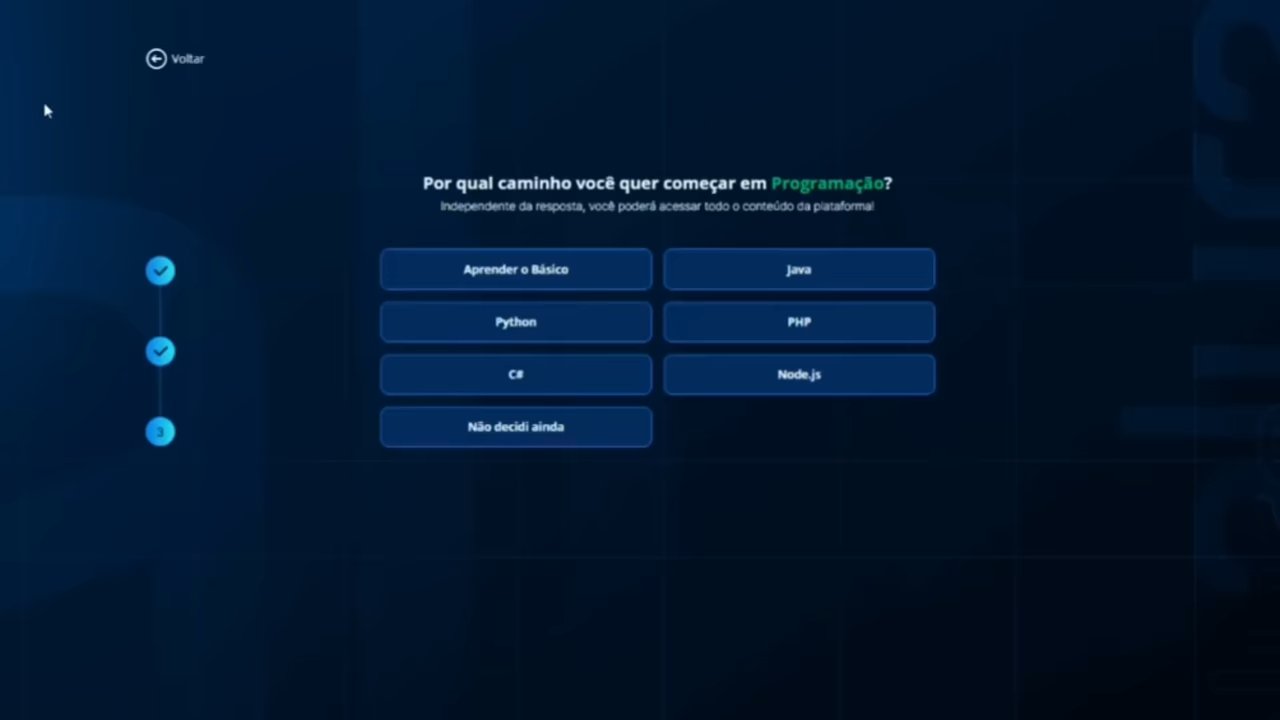 Voltar
Por qual caminho você quer começar em Programação?
Independente da resposta, você poderá acessar todo o conteúdo da plataforma!
Aprender o Básico
Java
Python
PHP
C#
Node.js
Não decidi ainda
3